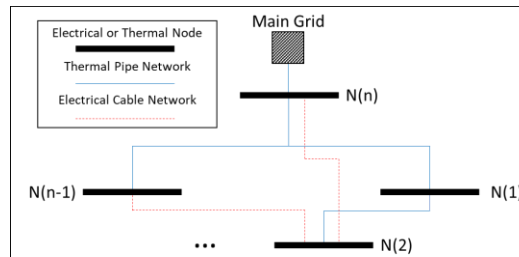 Main Grid
Electrical or Thermal Node
Thermal Pipe Network
Electrical Cable Network
N(n)
N(n-1)
N(1)
...
N(2)